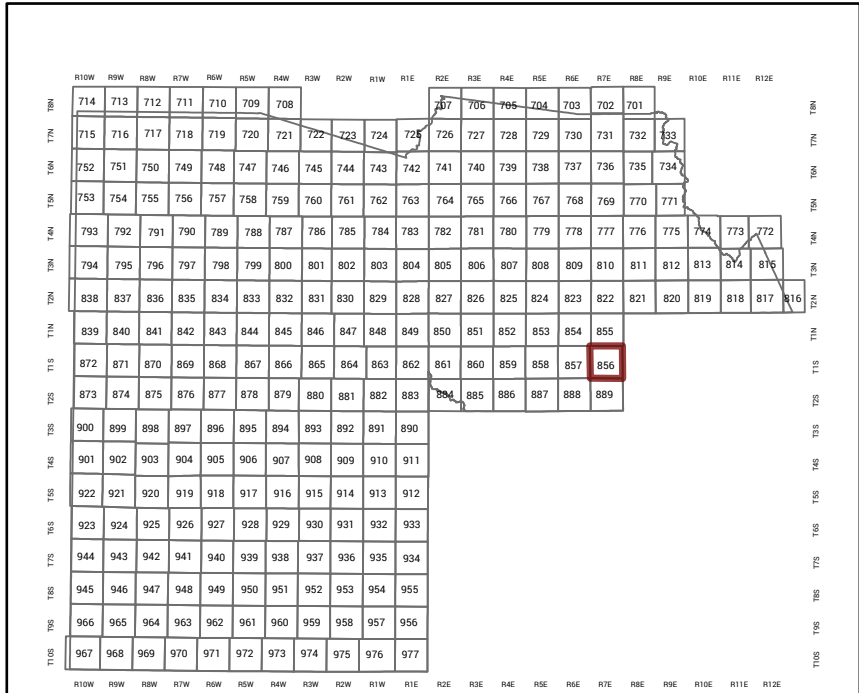 R10W R9W R8W R7W R6W R5W R4W R3W R2W R1W R1E R2E R3E R4E R5E R6E R7E R8E R9E R10E R11E R12E
T8N 714 713 712 711 710 709 708 707 706 705 704 703 702 701 T8N
T7N 715 716 717 718 719 720 721 722 723 724 725 726 727 728 729 730 731 732 733 T7N
T6N 752 751 750 749 748 747 746 745 744 743 742 741 740 739 738 737 736 735 734 T6N
T5N 753 754 755 756 757 758 759 760 761 762 763 764 765 766 767 768 769 770 771 T5N
T4N 793 792 791 790 789 788 787 786 785 784 783 782 781 780 779 778 777 776 775 774 773 772 T4N
T3N 794 795 796 797 798 799 800 801 802 803 804 805 806 807 808 809 810 811 812 813 814 815 T3N
T2N 838 837 836 835 834 833 832 831 830 829 828 827 826 825 824 823 822 821 820 819 818 817 816 T2N
T1N 839 840 841 842 843 844 845 846 847 848 849 850 851 852 853 854 855 T1N
T1S 872 871 870 869 868 867 866 865 864 863 862 861 860 859 858 857 856 T1S
T2S 873 874 875 876 877 878 879 880 881 882 883 884 885 886 887 888 889 T2S
T3S 900 899 898 897 896 895 894 893 892 891 890 T3S
T4S 901 902 903 904 905 906 907 908 909 910 911 T4S
T5S 922 921 920 919 918 917 916 915 914 913 912 T5S
T6S 923 924 925 926 927 928 929 930 931 932 933 T6S
T7S 944 943 942 941 940 939 938 937 936 935 934 T7S
T8S 945 946 947 948 949 950 951 952 953 954 955 T8S
T9S 966 965 964 963 962 961 960 959 958 957 956 T9S
T10S 967 968 969 970 971 972 973 974 975 976 977 T10S
R10W R9W R8W R7W R6W R5W R4W R3W R2W R1W R1E R2E R3E R4E R5E R6E R7E R8E R9E R10E R11E R12E